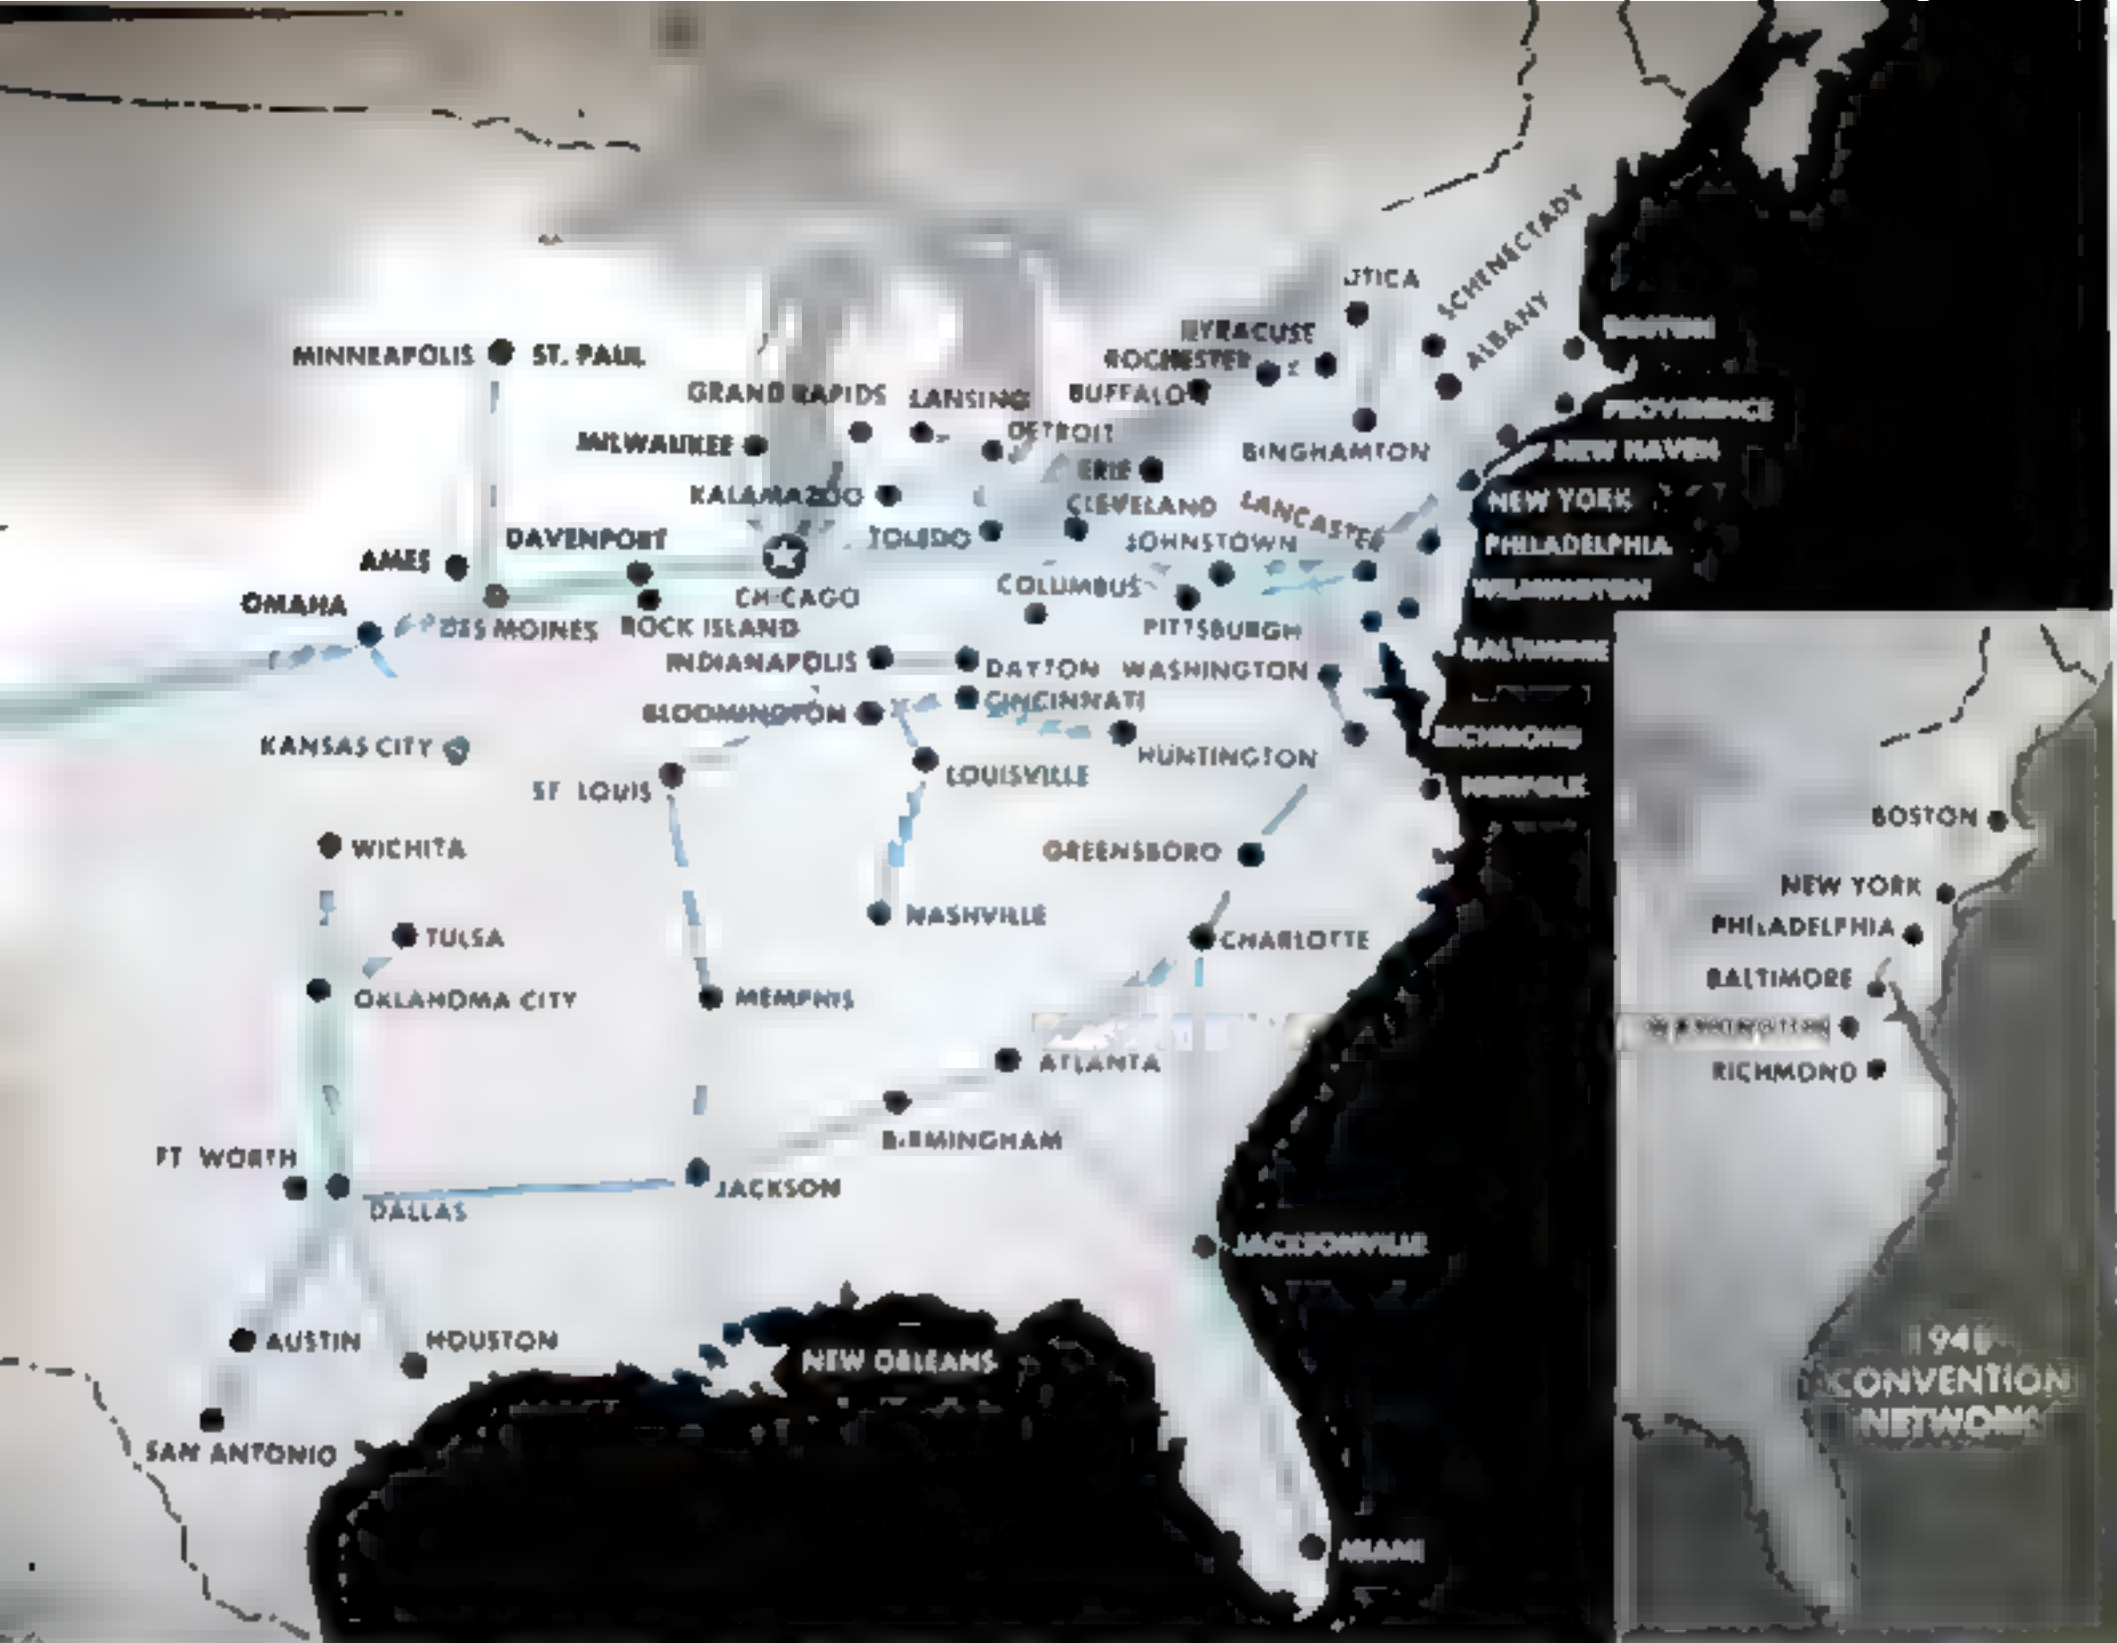 UTICA
SCHENECTADY
ALBANY
SYRACUSE
ROCHESTER
BUFFALO
BOSTON
MINNEAPOLIS ST. PAUL
GRAND RAPIDS
LANSING
DETROIT
PROVIDENCE
MILWAUKEE
ERIE
BINGHAMTON
NEW HAVEN
KALAMAZOO
CLEVELAND
LANCASTER
NEW YORK
DAVENPORT
TOLEDO
JOHNSTOWN
PHILADELPHIA
AMES
COLUMBUS
WILMINGTON
OMAHA
CHICAGO
DES MOINES
ROCK ISLAND
PITTSBURGH
BALTIMORE
INDIANAPOLIS
DAYTON
WASHINGTON
BLOOMINGTON
CINCINNATI
KANSAS CITY
HUNTINGTON
RICHMOND
ST LOUIS
LOUISVILLE
NORFOLK
WICHITA
GREENSBORO
TULSA
NASHVILLE
CHARLOTTE
OKLAHOMA CITY
MEMPHIS
ATLANTA
BIRMINGHAM
FT WORTH
DALLAS
JACKSON
JACKSONVILLE
AUSTIN
HOUSTON
NEW ORLEANS
SAN ANTONIO
MIAMI
BOSTON
NEW YORK
PHILADELPHIA
BALTIMORE
WASHINGTON
RICHMOND
CONVENTION
NETWORK